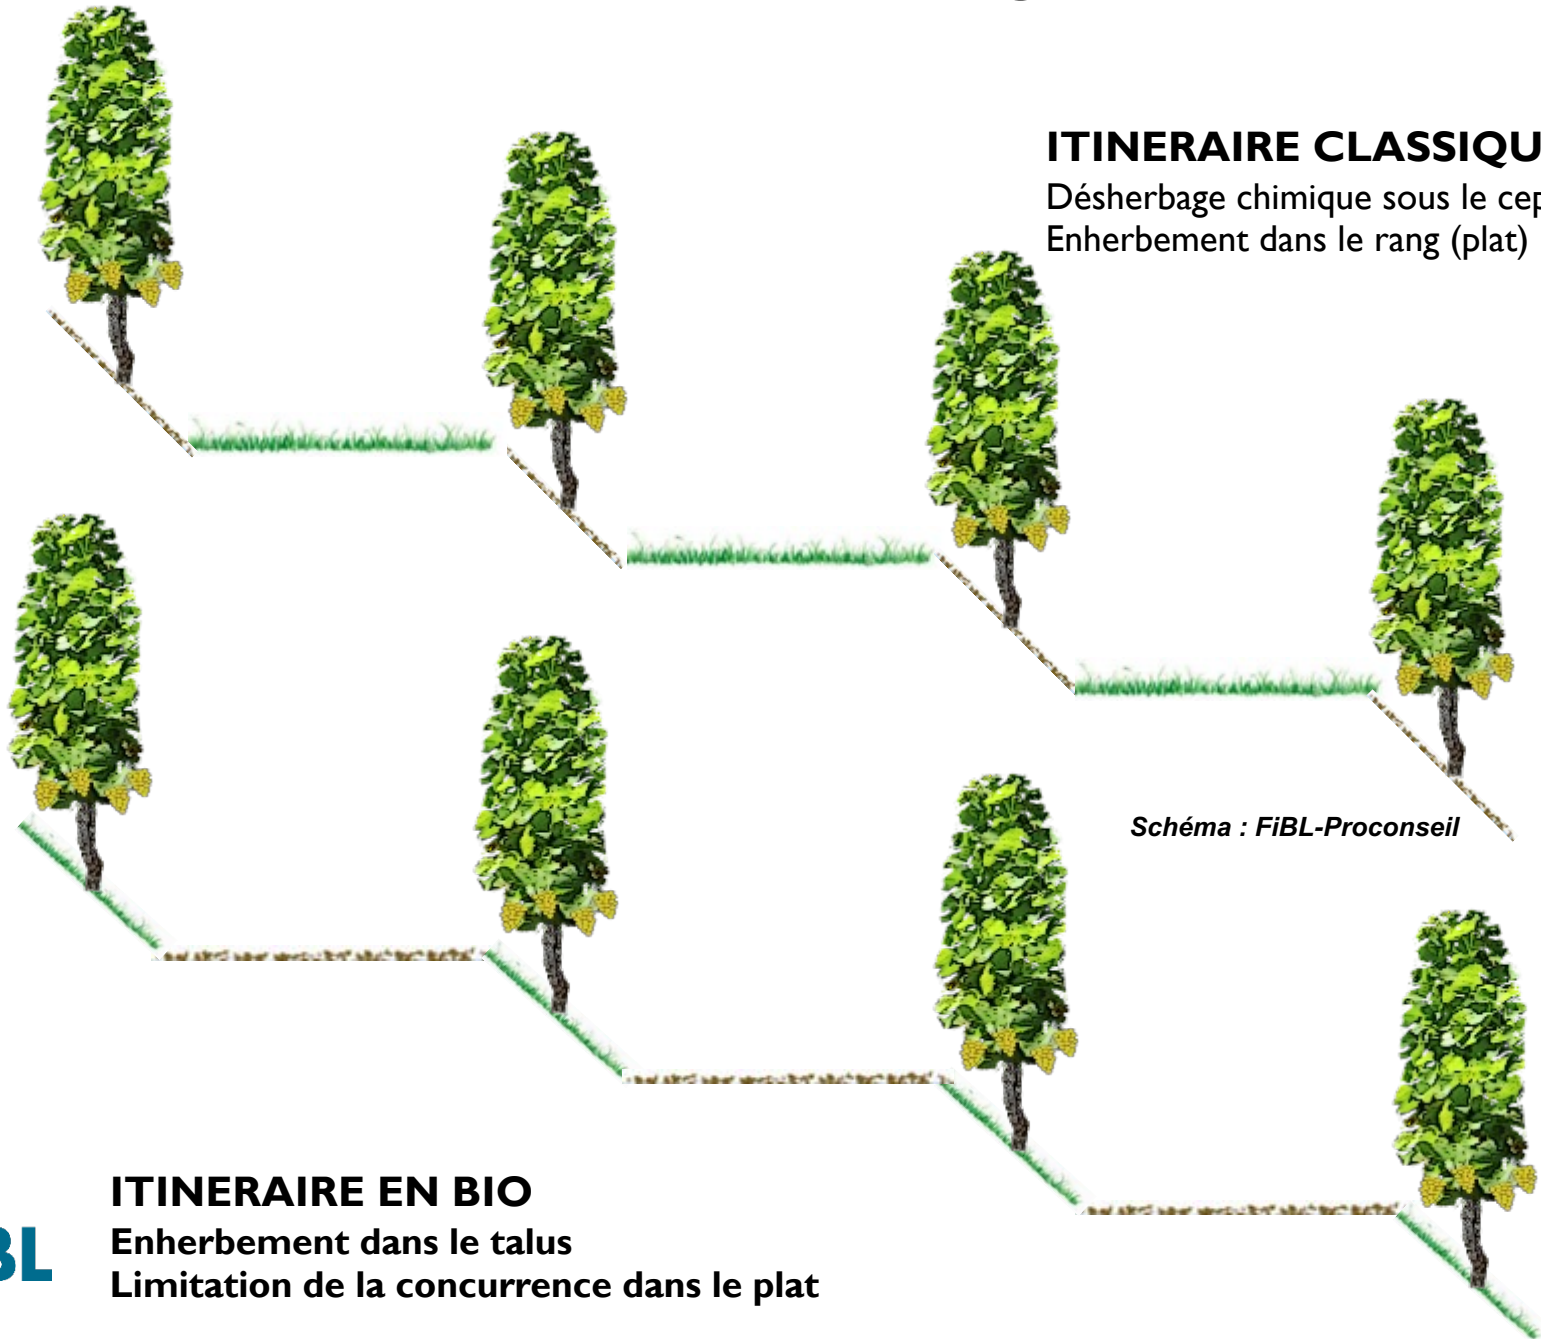 ITINERAIRE CLASSIQU
Désherbage chimique sous le cep
Enherbement dans le rang (plat)
Schéma : FiBL-Proconseil
ITINERAIRE EN BIO
Enherbement dans le talus
BL
Limitation de la concurrence dans le plat